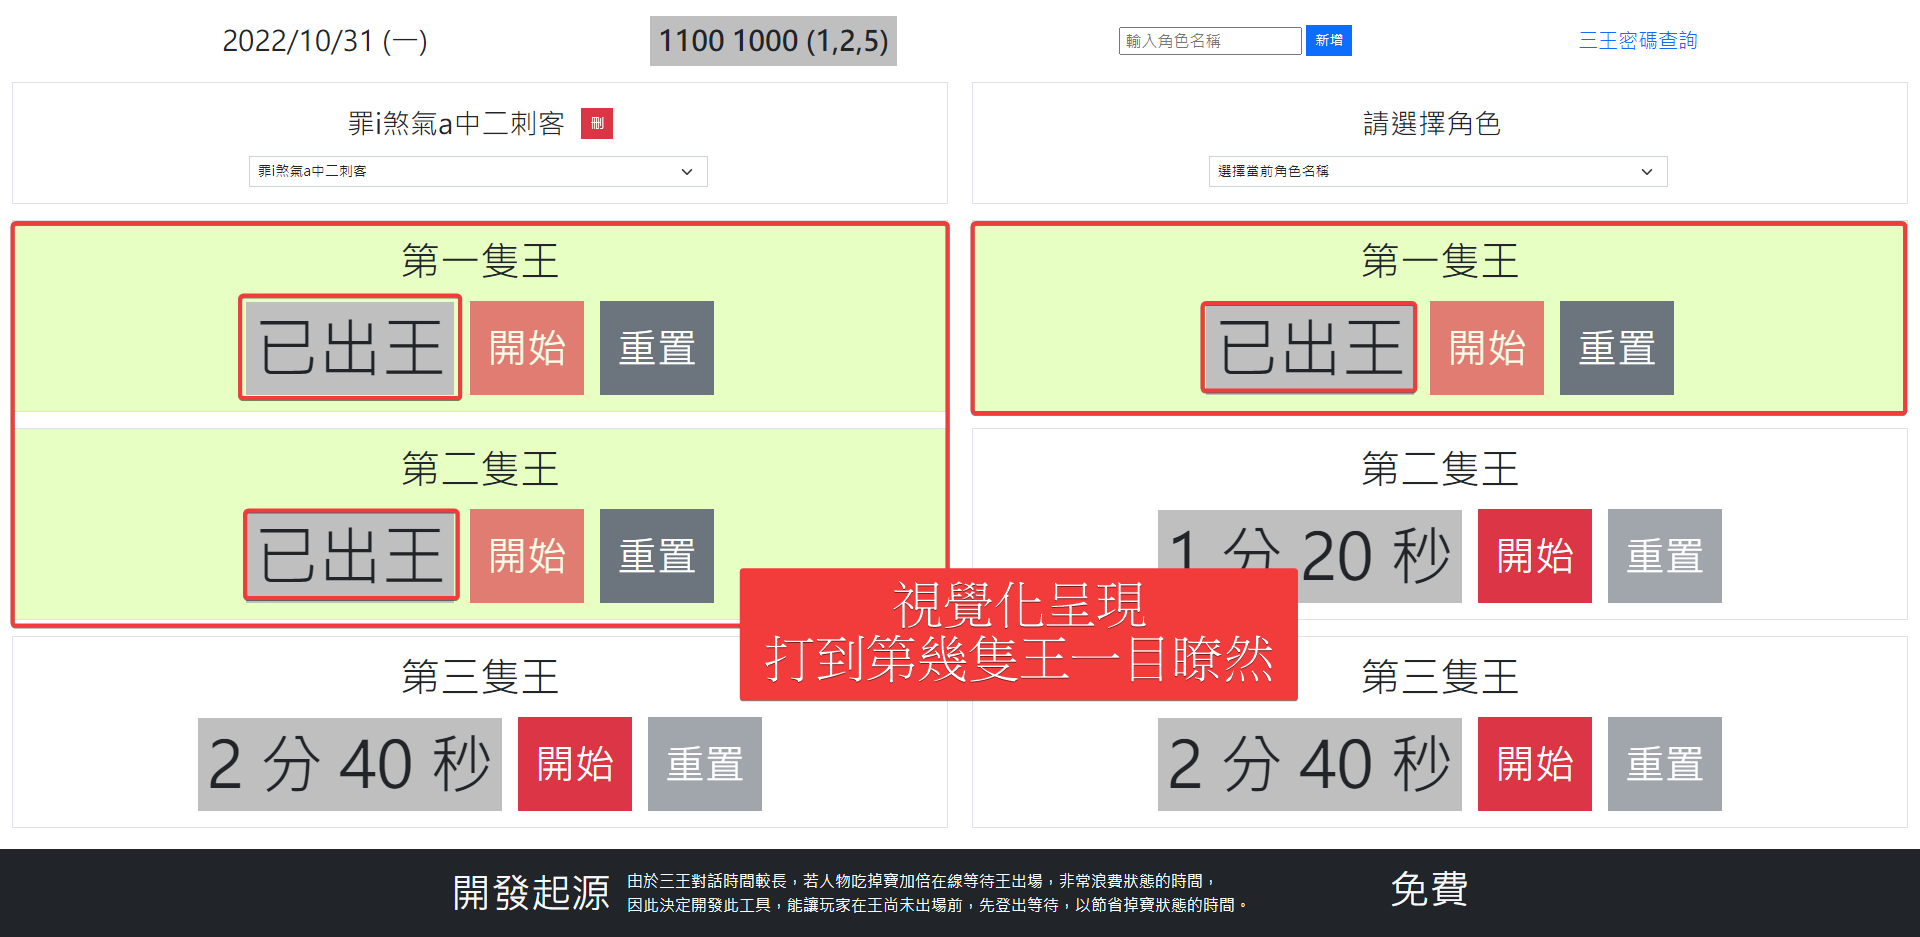 2022/10/31 (一)
1100 1000 (1,2,5)
輸入角色名稱
新增
三王密碼查詢
罪i煞氣a中二刺客
刪
罪i煞氣a中二刺客
請選擇角色
選擇當前角色名稱
第一隻王
已出王
開始
重置
第一隻王
已出王
開始
重置
第二隻王
已出王
開始
重置
第二隻王
1 分 20 秒
開始
重置
視覺化呈現
打到第幾隻王一目瞭然
第三隻王
2 分 40 秒
開始
重置
第三隻王
2 分 40 秒
開始
重置
開發起源
由於三王對話時間較長，若人物吃掉寶加倍在線等待王出場，非常浪費狀態的時間，
因此決定開發此工具，能讓玩家在王尚未出場前，先登出等待，以節省掉寶狀態的時間。
免費